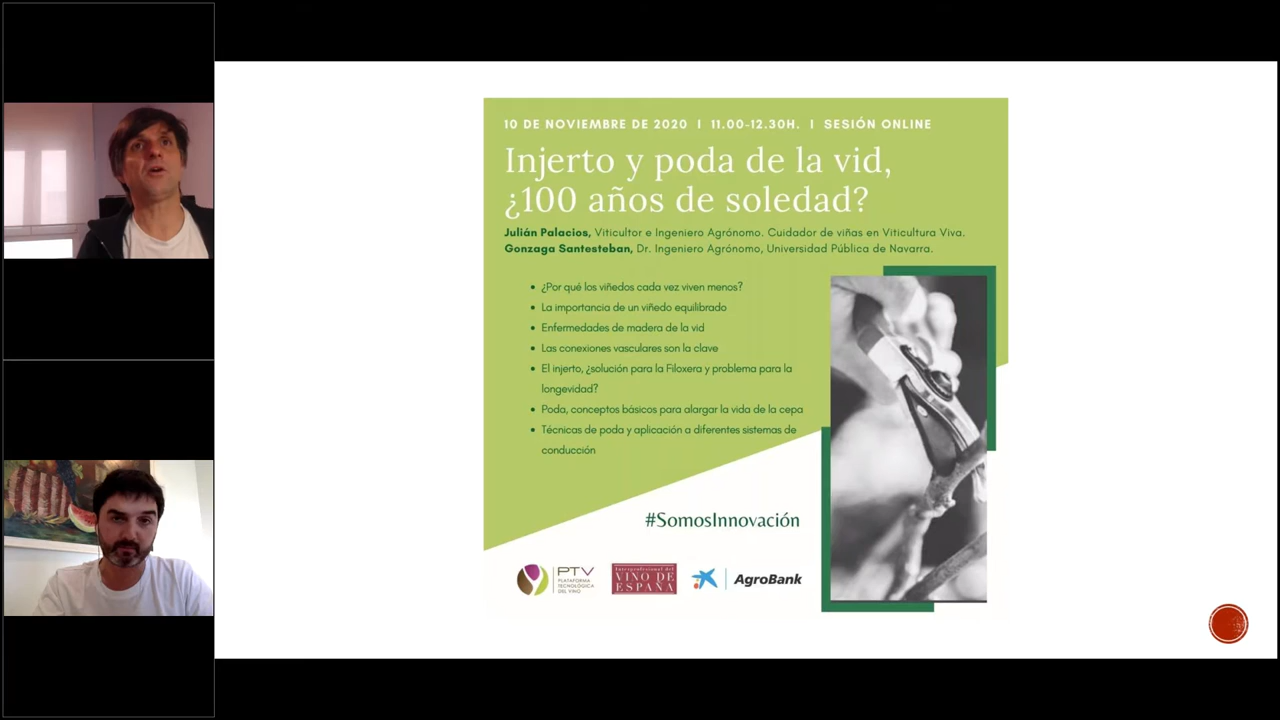 10 DE NOVIEMBRE DE 2020 I 11.00-12.30H. I SESIÓN ONLINE
Injerto y poda de la vid,
¿100 años de soledad?
Julián Palacios, Viticultor e Ingeniero Agrónomo. Cuidador de viñas en Viticultura Viva.
Gonzaga Santesteban, Dr. Ingeniero Agrónomo, Universidad Pública de Navarra.
• ¿Por qué los viñedos cada vez viven menos?
• La importancia de un viñedo equilibrado
• Enfermedades de madera de la vid
• Las conexiones vasculares son la clave
• El injerto, ¿solución para la Filoxera y problema para la
longevidad?
• Poda, conceptos básicos para alargar la vida de la cepa
• Técnicas de poda y aplicación a diferentes sistemas de
conducción
#SomosInnovación
PTV
PLATAFORMA
TECNOLÓGICA
DEL VINO
Interprofesional del
VINO DE
ESPAÑA
AgroBank